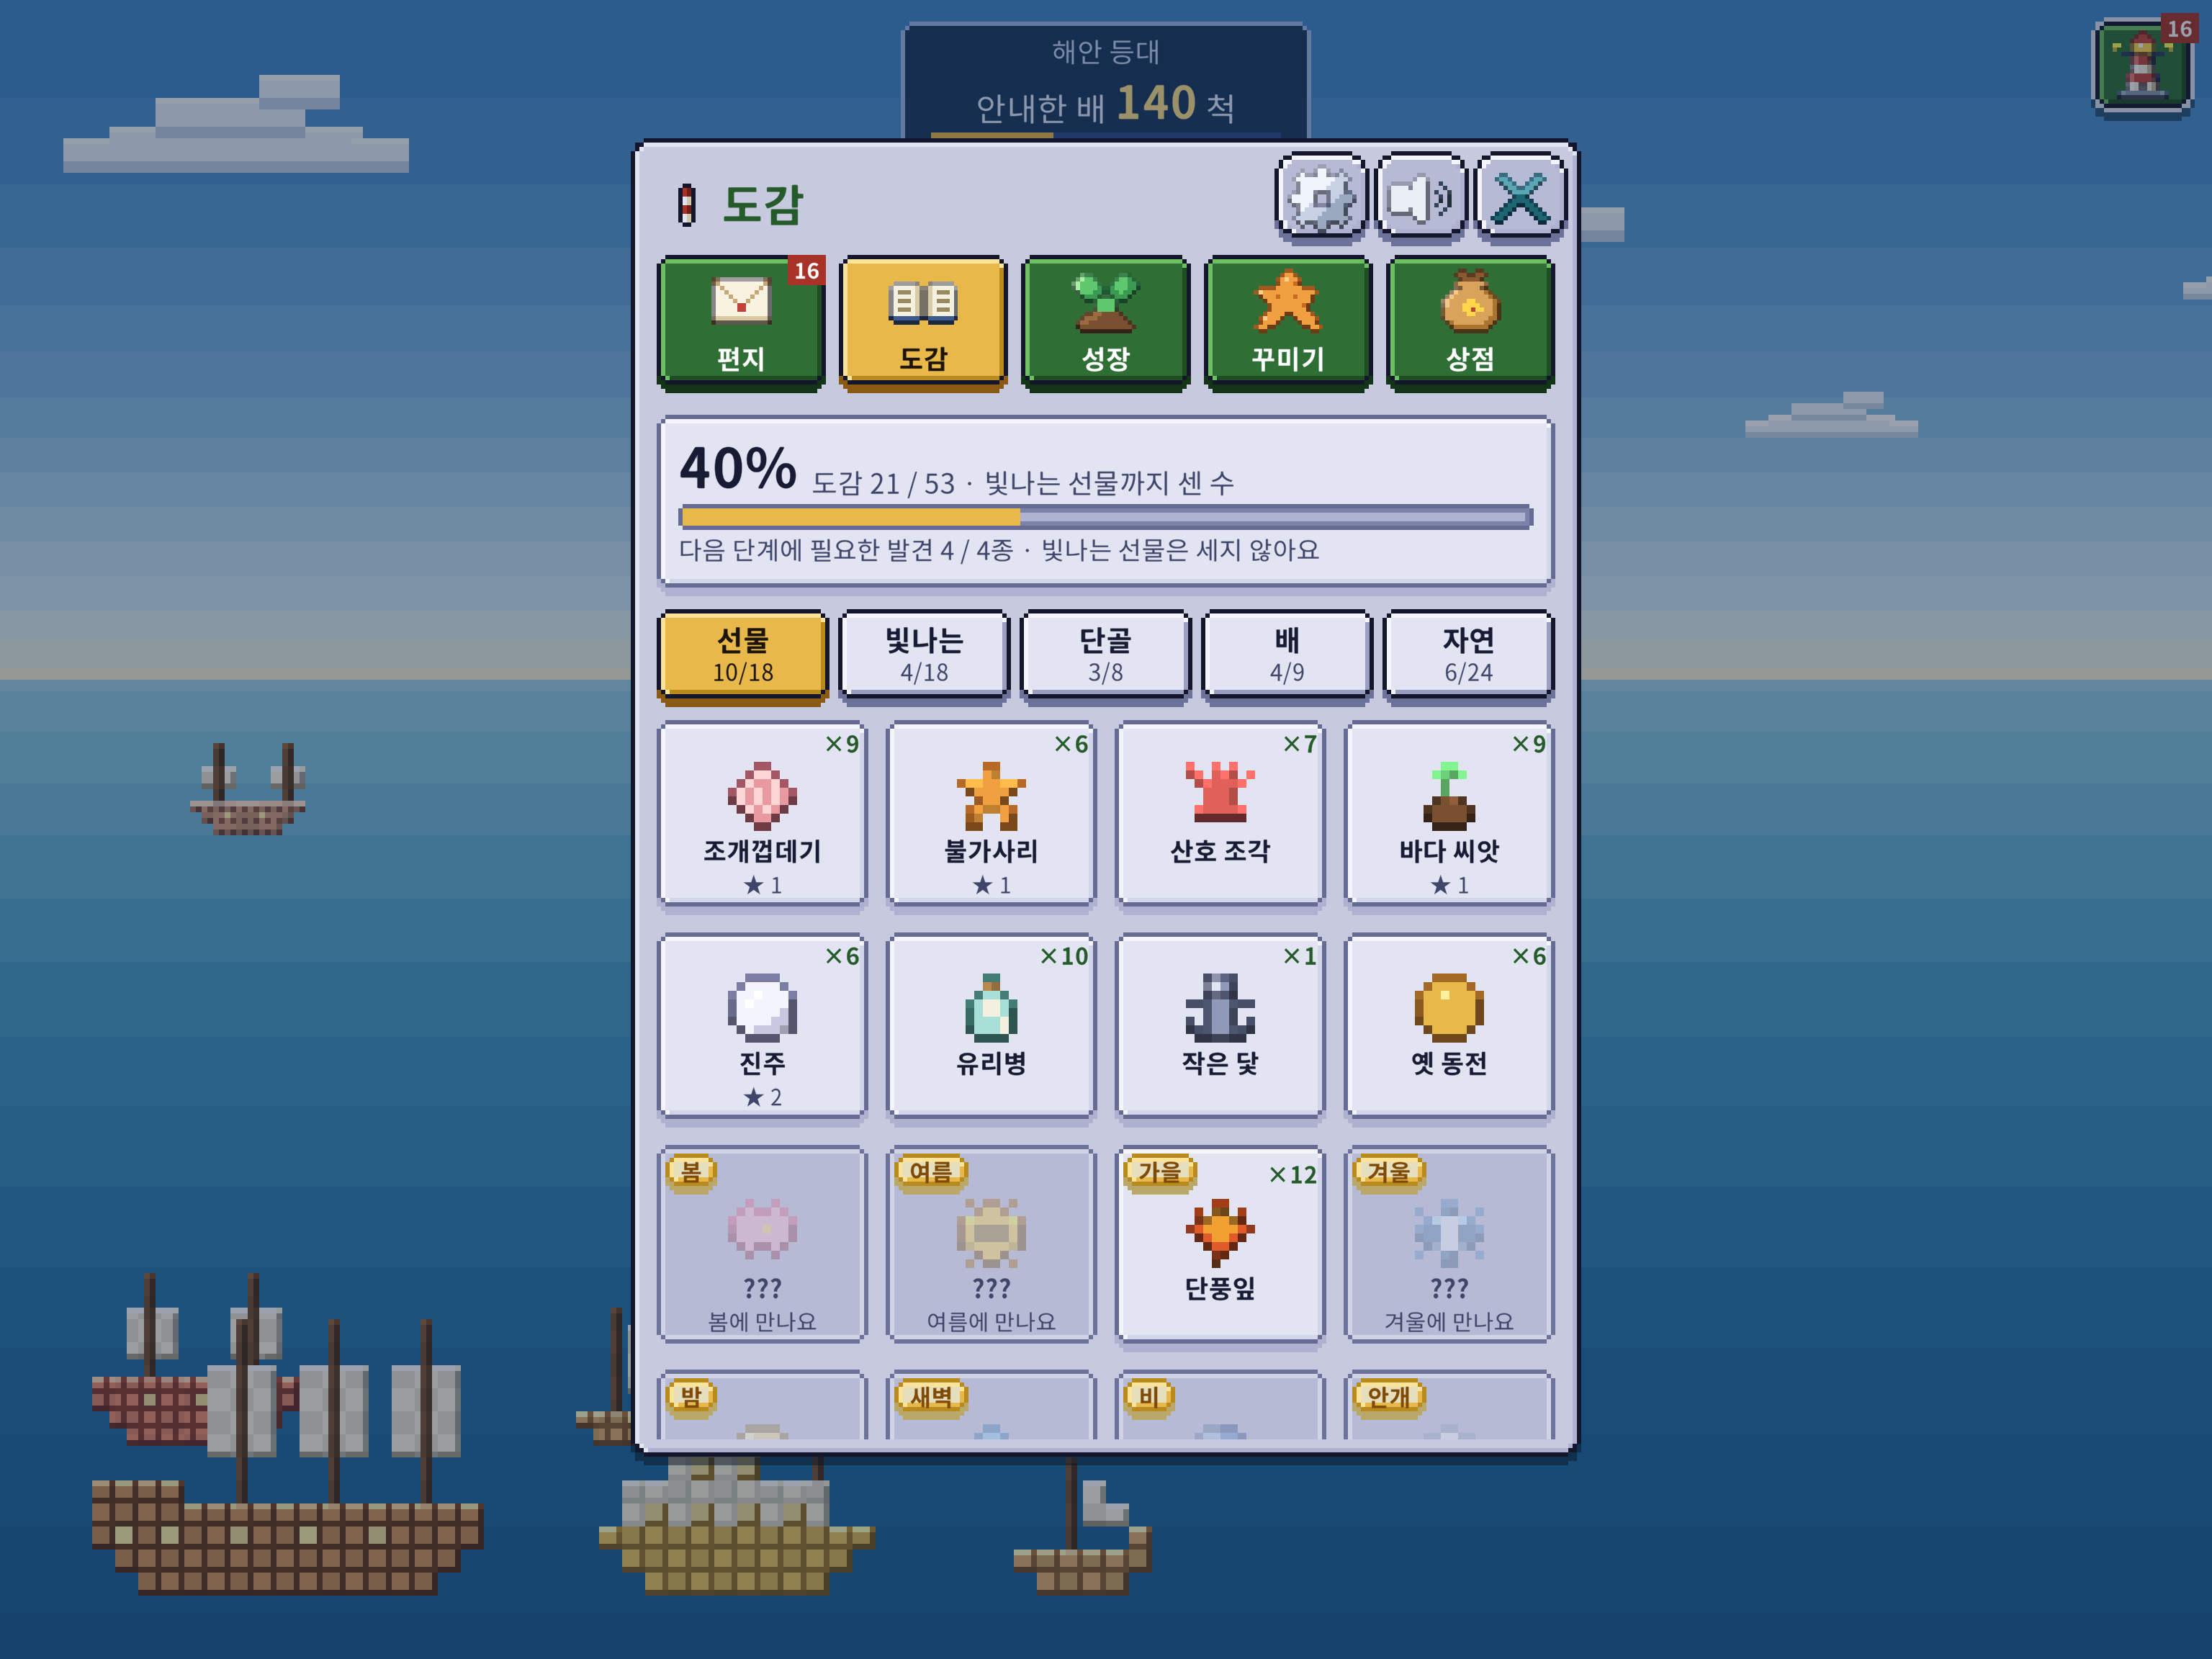 해안 등대
16
안내한 배 140 척
도감
16
편지
도감
성장
꾸미기
상점
40% 도감 21 / 53 · 빛나는 선물까지 센 수
다음 단계에 필요한 발견 4 / 4종 · 빛나는 선물은 세지 않아요
선물
10/18
빛나는
4/18
단골
3/8
배
4/9
자연
6/24
×9
조개껍데기
★ 1
×6
불가사리
★ 1
×7
산호 조각
×9
바다 씨앗
★ 1
×6
진주
★ 2
×10
유리병
×1
작은 닻
×6
옛 동전
봄
???
봄에 만나요
여름
???
여름에 만나요
가을
×12
단풍잎
겨울
???
겨울에 만나요
밤
새벽
비
안개